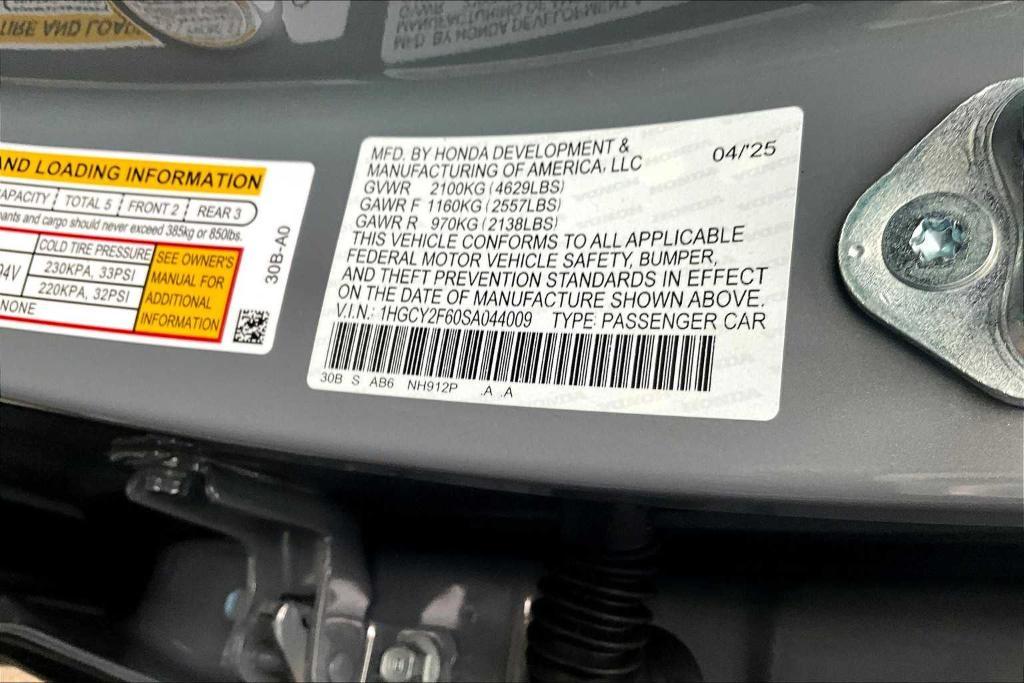 AND LOADING INFORMATION
CAPACITY TOTAL 5 FRONT 2 REAR 3
and cargo should never exceed 385kg or 850lbs.
COLD TIRE PRESSURE
94V 230KPA, 33PSI
220KPA, 32PSI
NONE
SEE OWNER'S
MANUAL FOR
ADDITIONAL
INFORMATION
30B-A0
MFD. BY HONDA DEVELOPMENT &
MANUFACTURING OF AMERICA, LLC
04/'25
GVWR 2100KG (4629LBS)
GAWR F 1160KG (2557LBS)
GAWR R 970KG (2138LBS)
THIS VEHICLE CONFORMS TO ALL APPLICABLE
FEDERAL MOTOR VEHICLE SAFETY, BUMPER,
AND THEFT PREVENTION STANDARDS IN EFFECT
ON THE DATE OF MANUFACTURE SHOWN ABOVE.
V.I.N.: 1HGCY2F60SA044009 TYPE: PASSENGER CAR
30B S AB6 NH912P .A .A